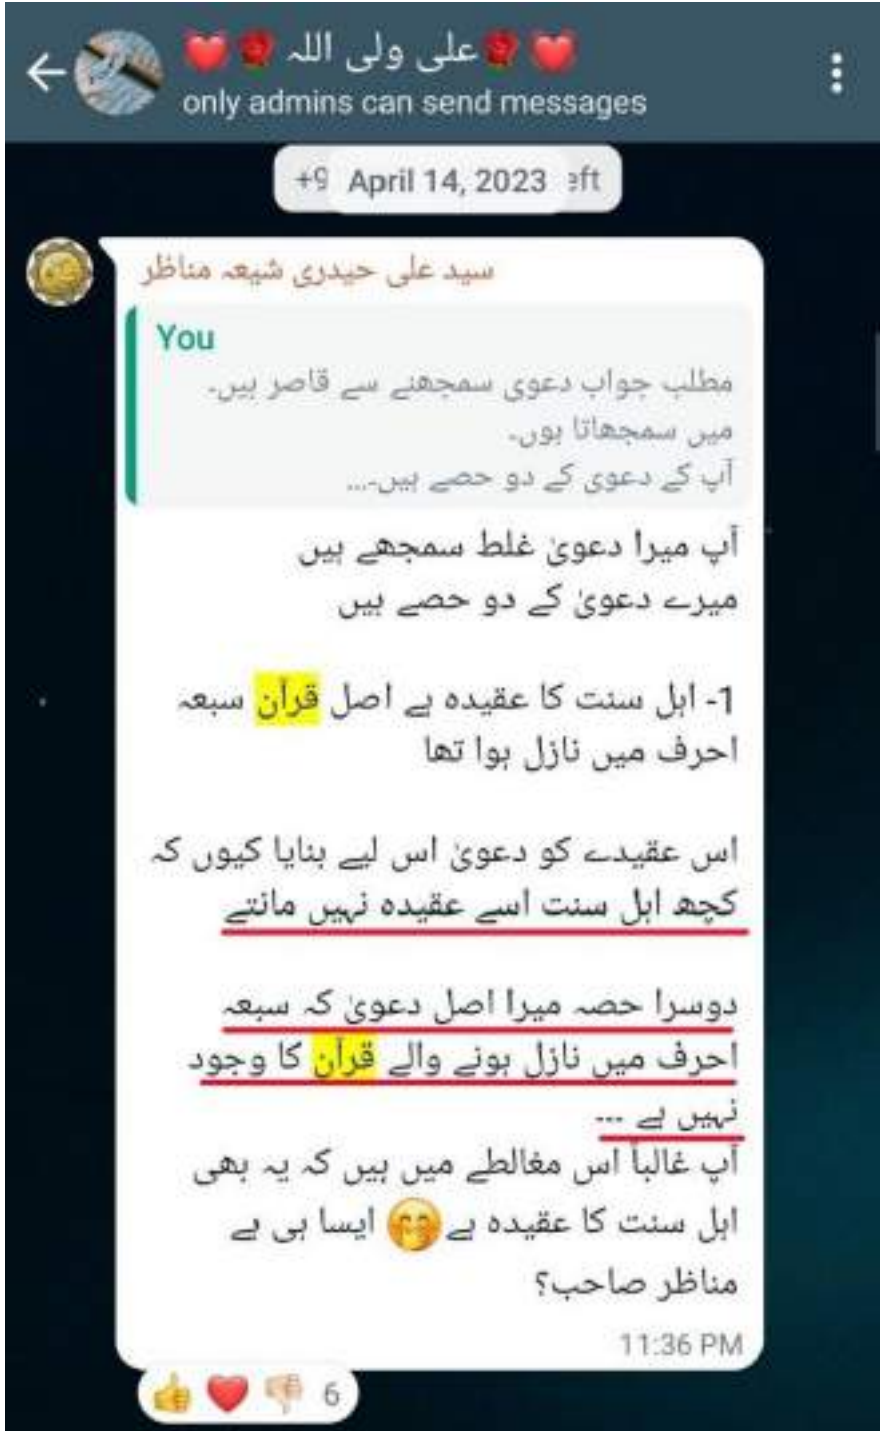 ❤️🌹علی ولی اللہ 🌹❤️
only admins can send messages
+9 April 14, 2023 eft
سید علی حیدری شیعہ مناظر
You
مطلب جواب دعوی سمجھنے سے قاصر ہیں۔
میں سمجھاتا ہوں۔
آپ کے دعوی کے دو حصے ہیں۔...
آپ میرا دعویٰ غلط سمجھے ہیں
میرے دعویٰ کے دو حصے ہیں
1- اہل سنت کا عقیدہ ہے اصل قرآن سبعہ
احرف میں نازل ہوا تھا
اس عقیدے کو دعویٰ اس لیے بنایا کیوں کہ
کچھ اہل سنت اسے عقیدہ نہیں مانتے
دوسرا حصہ میرا اصل دعویٰ کہ سبعہ
احرف میں نازل ہونے والے قرآن کا وجود
نہیں ہے ...
آپ غالباً اس مغالطے میں ہیں کہ یہ بھی
اہل سنت کا عقیدہ ہے🤭 ایسا ہی ہے
مناظر صاحب؟
11:36 PM
👍 ❤️ 👎 6